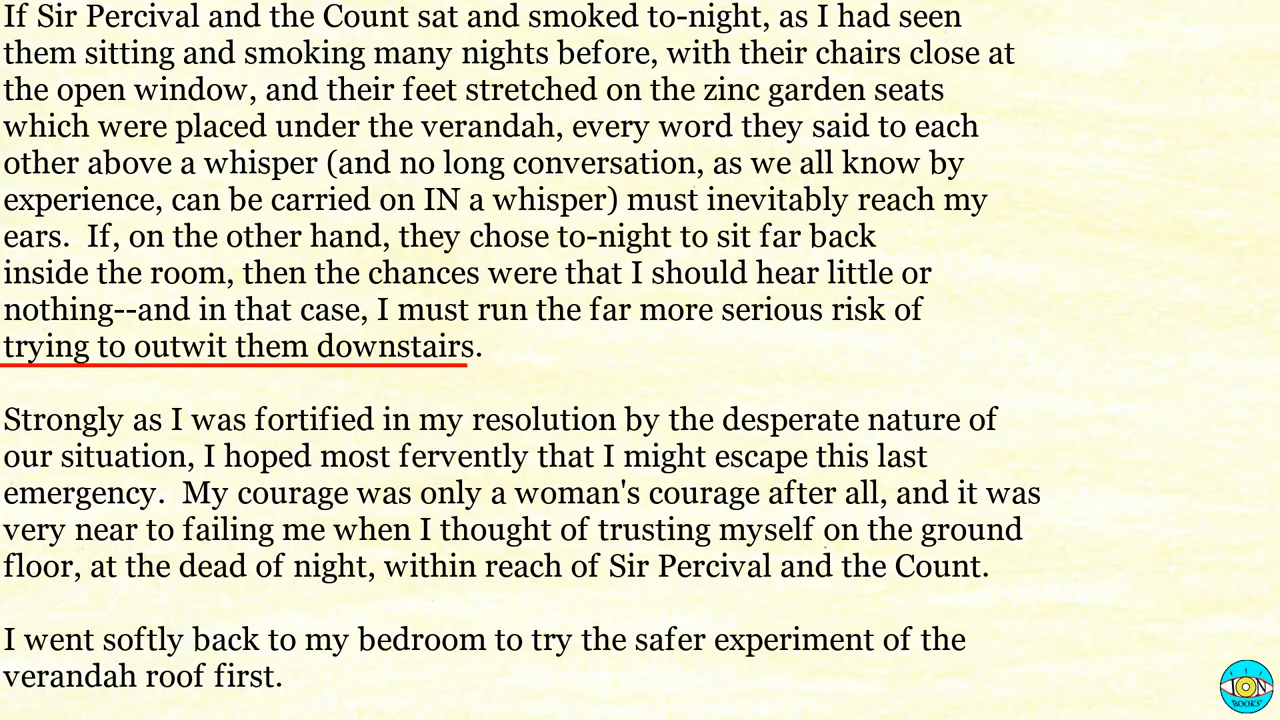 If Sir Percival and the Count sat and smoked to-night, as I had seen
them sitting and smoking many nights before, with their chairs close at
the open window, and their feet stretched on the zinc garden seats
which were placed under the verandah, every word they said to each
other above a whisper (and no long conversation, as we all know by
experience, can be carried on IN a whisper) must inevitably reach my
ears.  If, on the other hand, they chose to-night to sit far back
inside the room, then the chances were that I should hear little or
nothing--and in that case, I must run the far more serious risk of
trying to outwit them downstairs.
Strongly as I was fortified in my resolution by the desperate nature of
our situation, I hoped most fervently that I might escape this last
emergency.  My courage was only a woman's courage after all, and it was
very near to failing me when I thought of trusting myself on the ground
floor, at the dead of night, within reach of Sir Percival and the Count.
I went softly back to my bedroom to try the safer experiment of the
verandah roof first.
ION
BOOKS